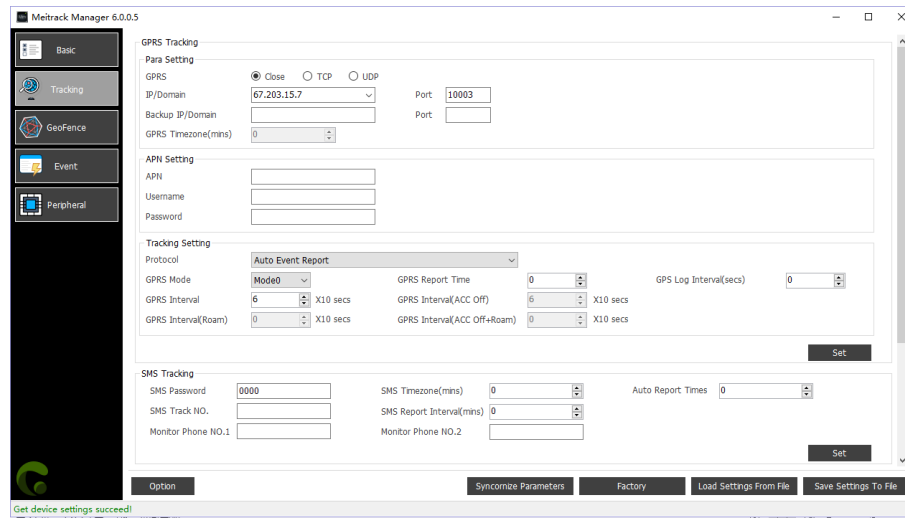 Meitrack Manager 6.0.0.5
Basic
Tracking
GeoFence
Event
Peripheral
GPRS Tracking
Para Setting
GPRS Close TCP UDP
IP/Domain 67.203.15.7 Port 10003
Backup IP/Domain Port
GPRS Timezone(mins) 0
APN Setting
APN
Username
Password
Tracking Setting
Protocol Auto Event Report
GPRS Mode Mode0 GPRS Report Time 0 GPS Log Interval(secs) 0
GPRS Interval 6 X10 secs GPRS Interval(ACC Off) 6 X10 secs
GPRS Interval(Roam) 0 X10 secs GPRS Interval(ACC Off+Roam) 0 X10 secs
Set
SMS Tracking
SMS Password 0000 SMS Timezone(mins) 0 Auto Report Times 0
SMS Track NO. SMS Report Interval(mins) 0
Monitor Phone NO.1 Monitor Phone NO.2
Set
Option Syncornize Parameters Factory Load Settings From File Save Settings To File
Get device settings succeed!